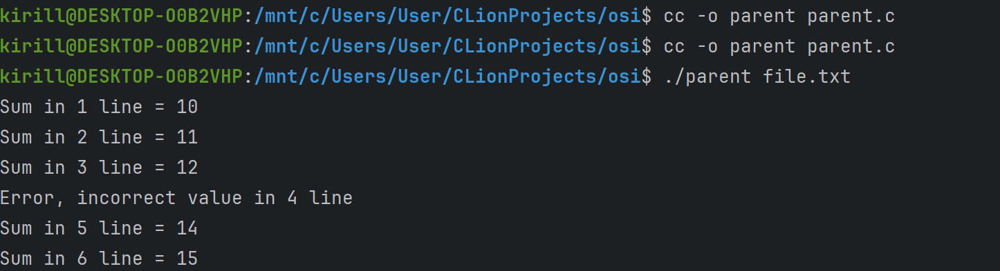 kirill@DESKTOP-O0B2VHP:/mnt/c/Users/User/CLionProjects/osi$ cc -o parent parent.c
kirill@DESKTOP-O0B2VHP:/mnt/c/Users/User/CLionProjects/osi$ cc -o parent parent.c
kirill@DESKTOP-O0B2VHP:/mnt/c/Users/User/CLionProjects/osi$ ./parent file.txt
Sum in 1 line = 10
Sum in 2 line = 11
Sum in 3 line = 12
Error, incorrect value in 4 line
Sum in 5 line = 14
Sum in 6 line = 15